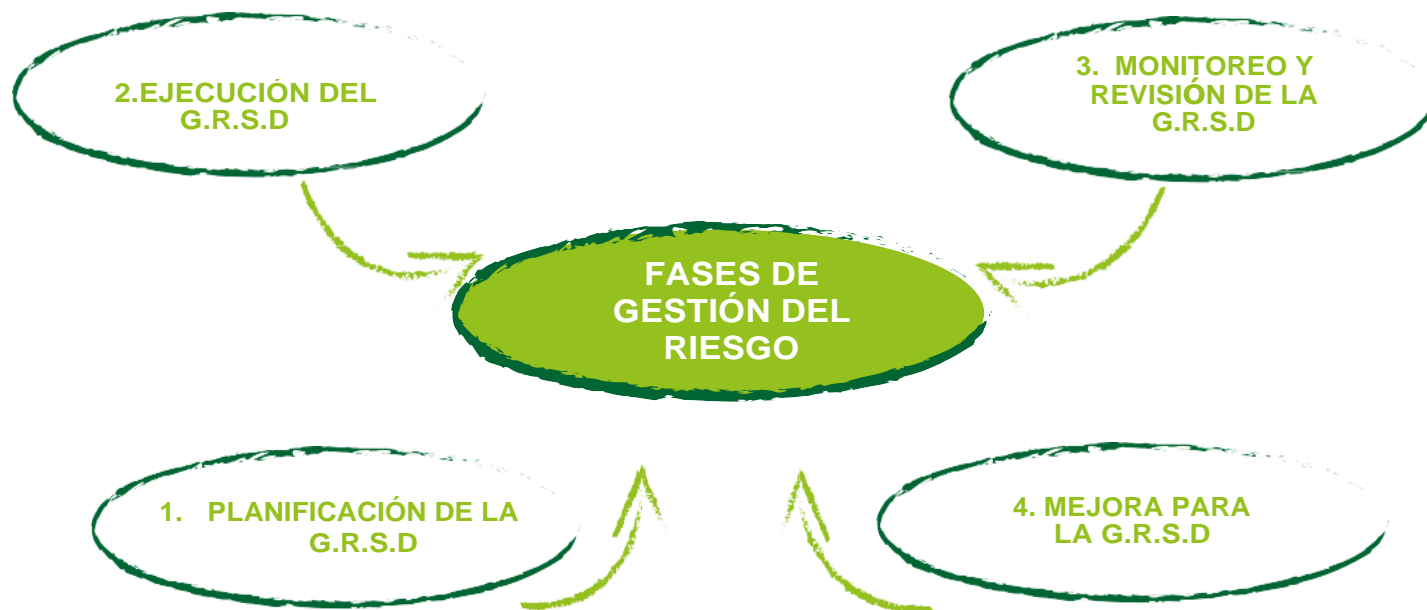 2.EJECUCIÓN DEL
G.R.S.D
3. MONITOREO Y
REVISIÓN DE LA
G.R.S.D
FASES DE
GESTIÓN DEL
RIESGO
1. PLANIFICACIÓN DE LA
G.R.S.D
4. MEJORA PARA
LA G.R.S.D